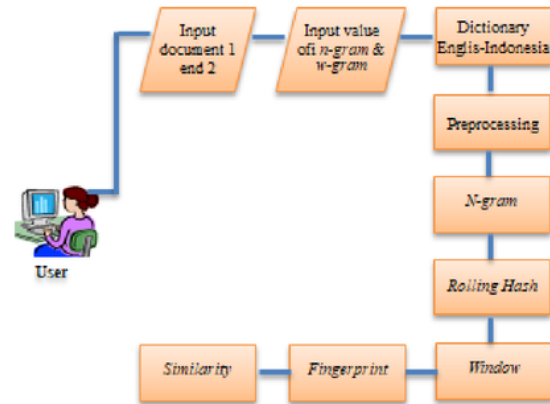 Input
document 1
end 2
Input value
ofi n-gram &
w-gram
Dictionary
Englis-Indonesia
Preprocessing
N-gram
Rolling Hash
Window
Fingerprint
Similarity
User